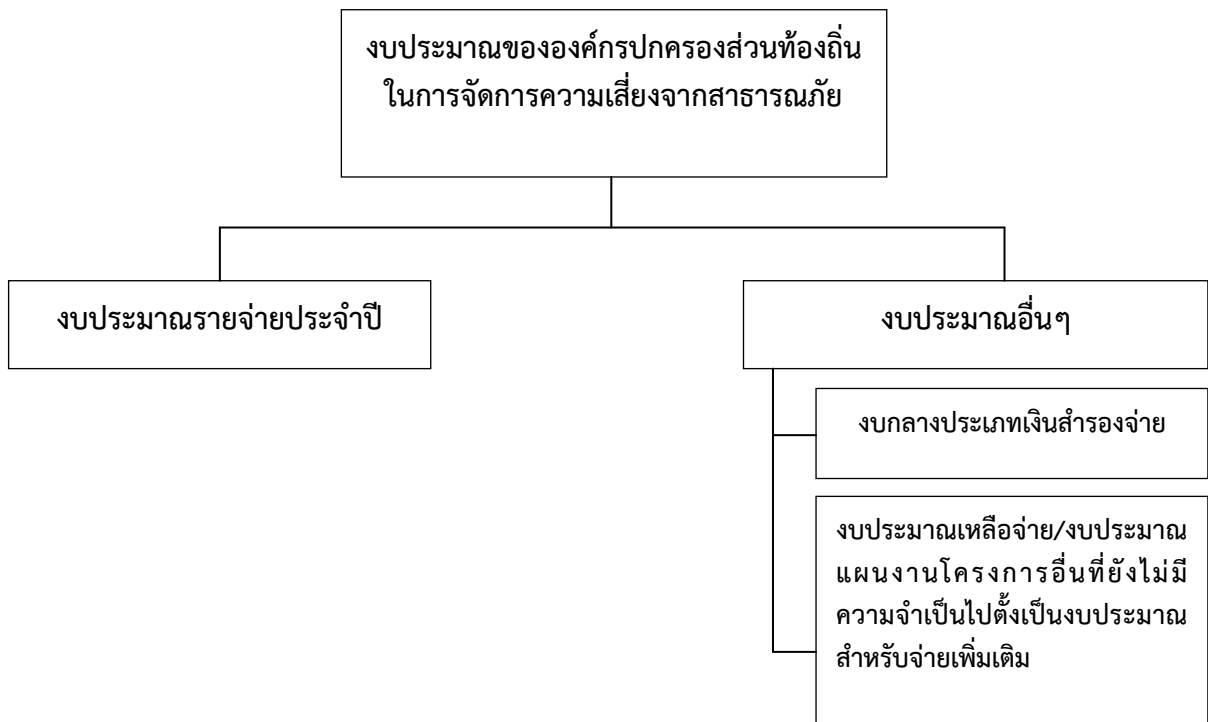 งบประมาณขององค์กรปกครองส่วนท้องถิ่น
ในการจัดการความเสี่ยงจากสาธารณภัย
งบประมาณรายจ่ายประจำปี
งบประมาณอื่นๆ
งบกลางประเภทเงินสำรองจ่าย
งบประมาณเหลือจ่าย/งบประมาณ
แผนงานโครงการอื่นที่ยังไม่มี
ความจำเป็นไปตั้งเป็นงบประมาณ
สำหรับจ่ายเพิ่มเติม